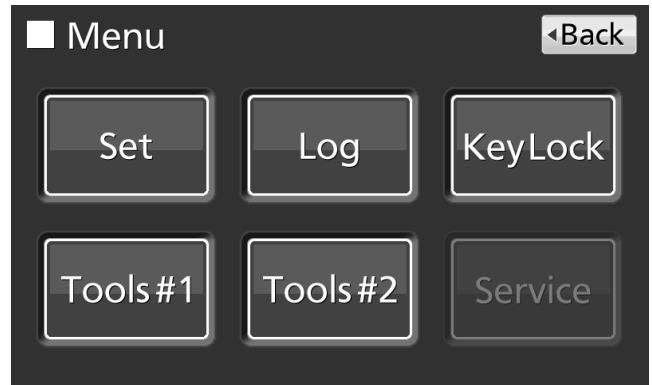 Menu
◂Back
Set
Log
KeyLock
Tools#1
Tools#2
Service